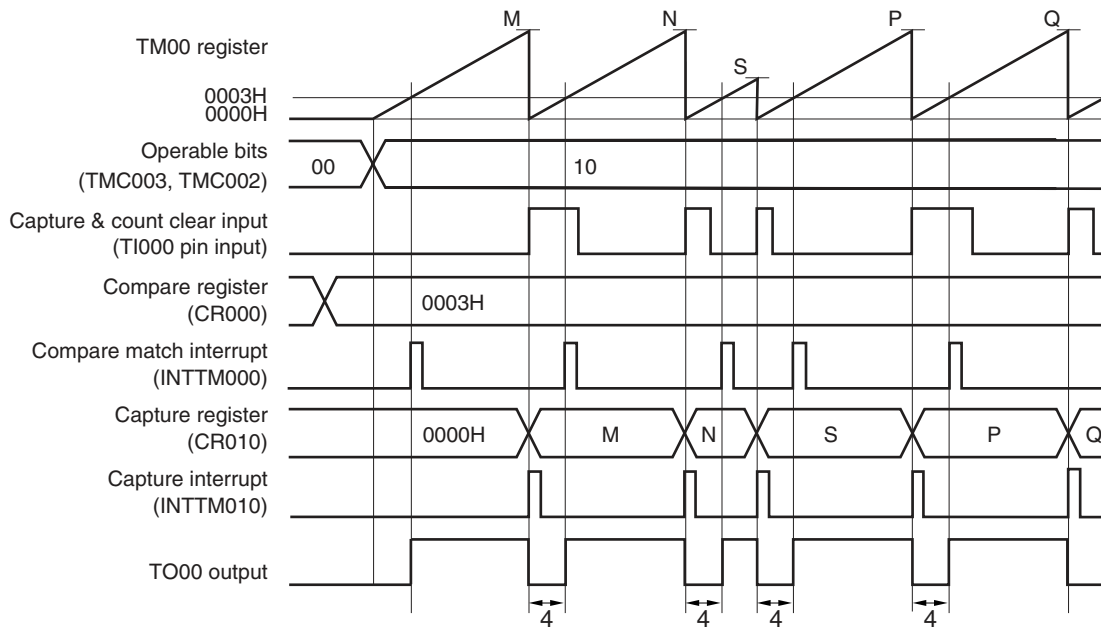 M N S P Q
TM00 register
0003H
0000H
Operable bits
(TMC003, TMC002)
00 10
Capture & count clear input
(TI000 pin input)
Compare register
(CR000)
0003H
Compare match interrupt
(INTTM000)
Capture register
(CR010)
0000H M N S P Q
Capture interrupt
(INTTM010)
TO00 output
4 4 4 4